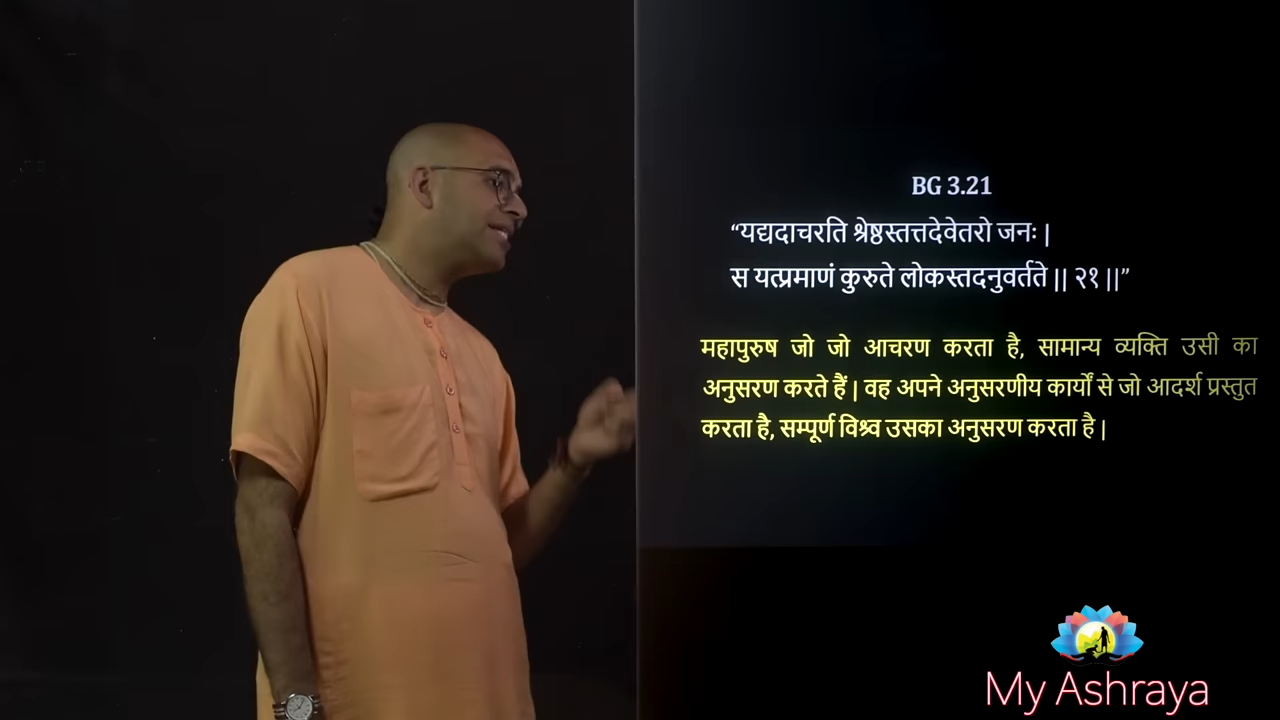 BG 3.21
“यद्यदाचरति श्रेष्ठस्तत्तदेवेतरो जनः |
स यत्प्रमाणं कुरुते लोकस्तदनुवर्तते || २१ ||”
महापुरुष जो जो आचरण करता है, सामान्य व्यक्ति उसी का
अनुसरण करते हैं | वह अपने अनुसरणीय कार्यों से जो आदर्श प्रस्तुत
करता है, सम्पूर्ण विश्व उसका अनुसरण करता है |
My Ashraya